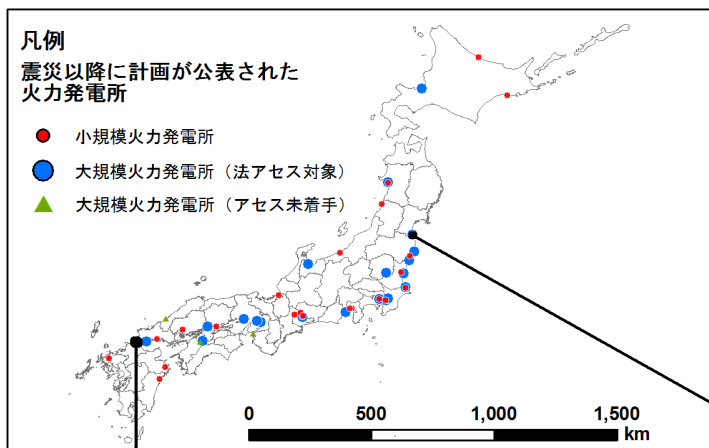 凡例
震災以降に計画が公表された
火力発電所
小規模火力発電所
大規模火力発電所（法アセス対象）
大規模火力発電所（アセス未着手）
0 500 1,000 1,500
km